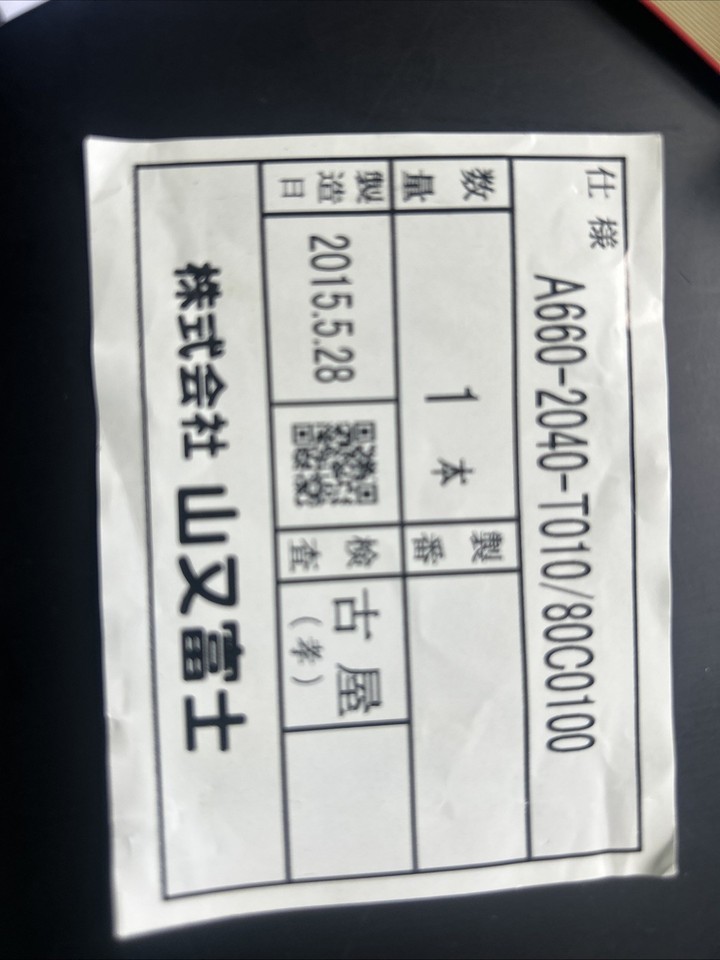 仕様 A660-2040-T010/80C0100
数量 1 本 製番
製造日 2015.5.28 検査 古屋(孝)
株式会社 山又富士